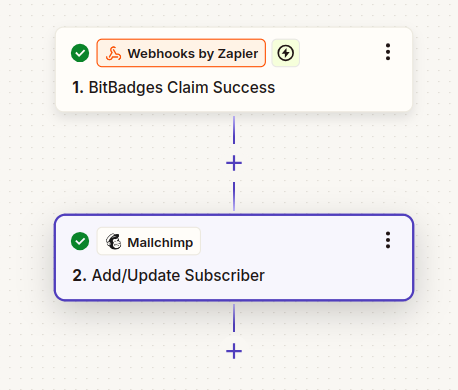 Webhooks by Zapier
1. BitBadges Claim Success
Mailchimp
2. Add/Update Subscriber